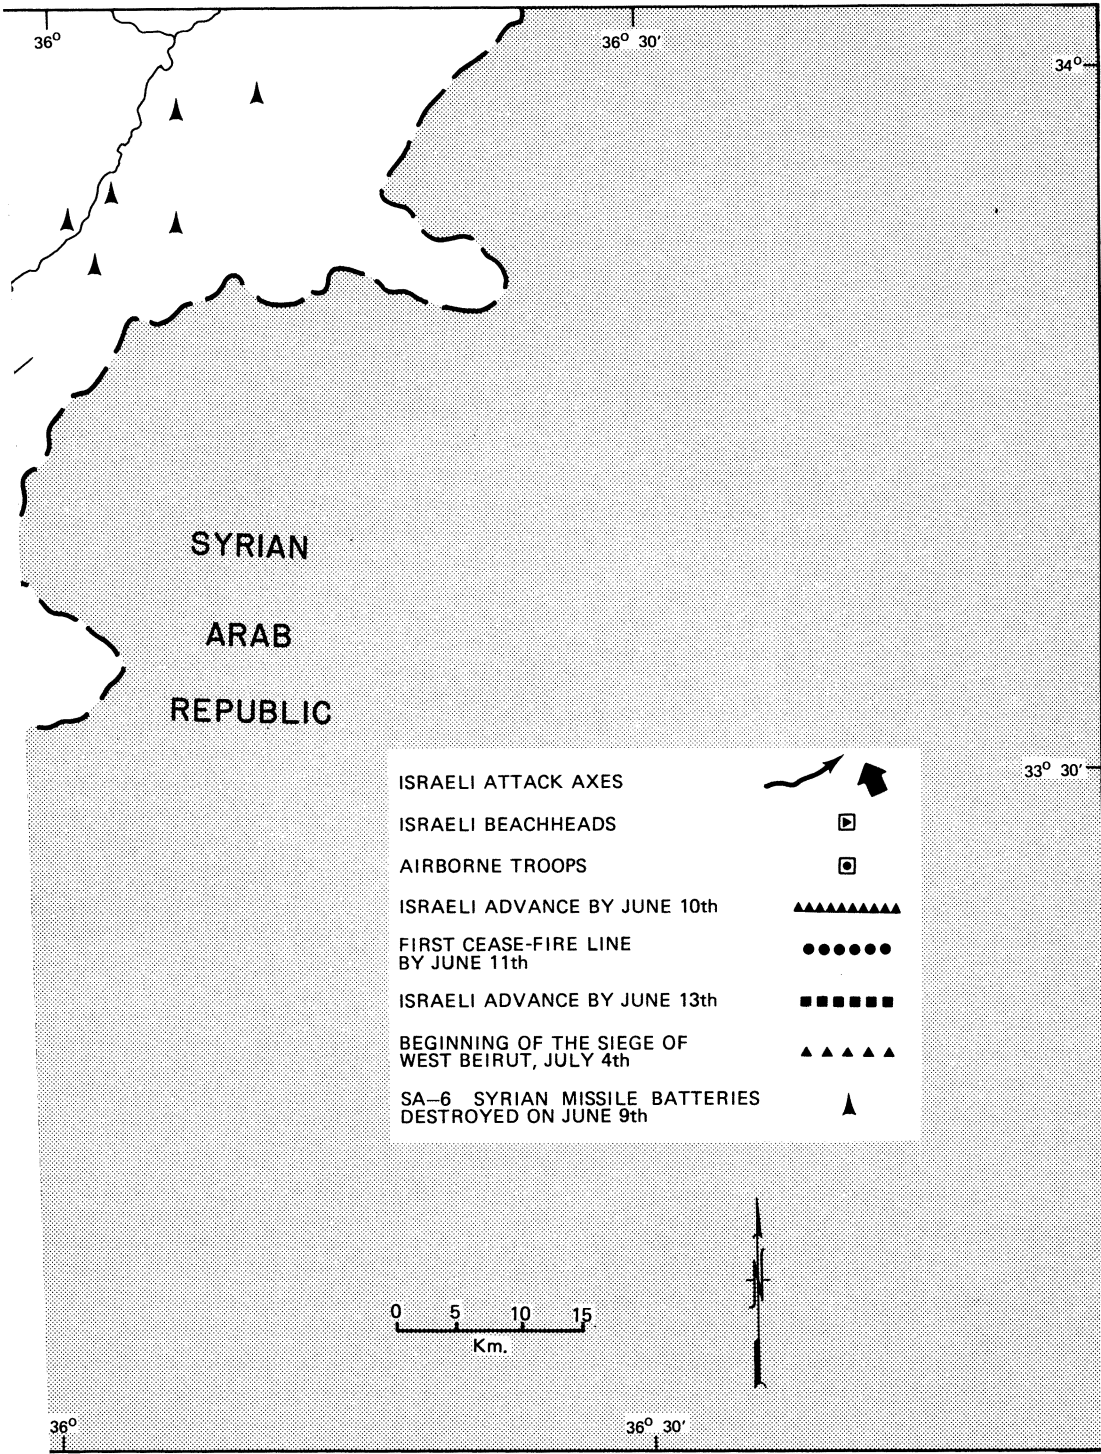 36° 36° 30'
34°
SYRIAN
ARAB
REPUBLIC
33° 30'
ISRAELI ATTACK AXES
ISRAELI BEACHHEADS
AIRBORNE TROOPS
ISRAELI ADVANCE BY JUNE 10th
FIRST CEASE-FIRE LINE
BY JUNE 11th
ISRAELI ADVANCE BY JUNE 13th
BEGINNING OF THE SIEGE OF
WEST BEIRUT, JULY 4th
SA–6 SYRIAN MISSILE BATTERIES
DESTROYED ON JUNE 9th
N
0 5 10 15
Km.
36° 36° 30'